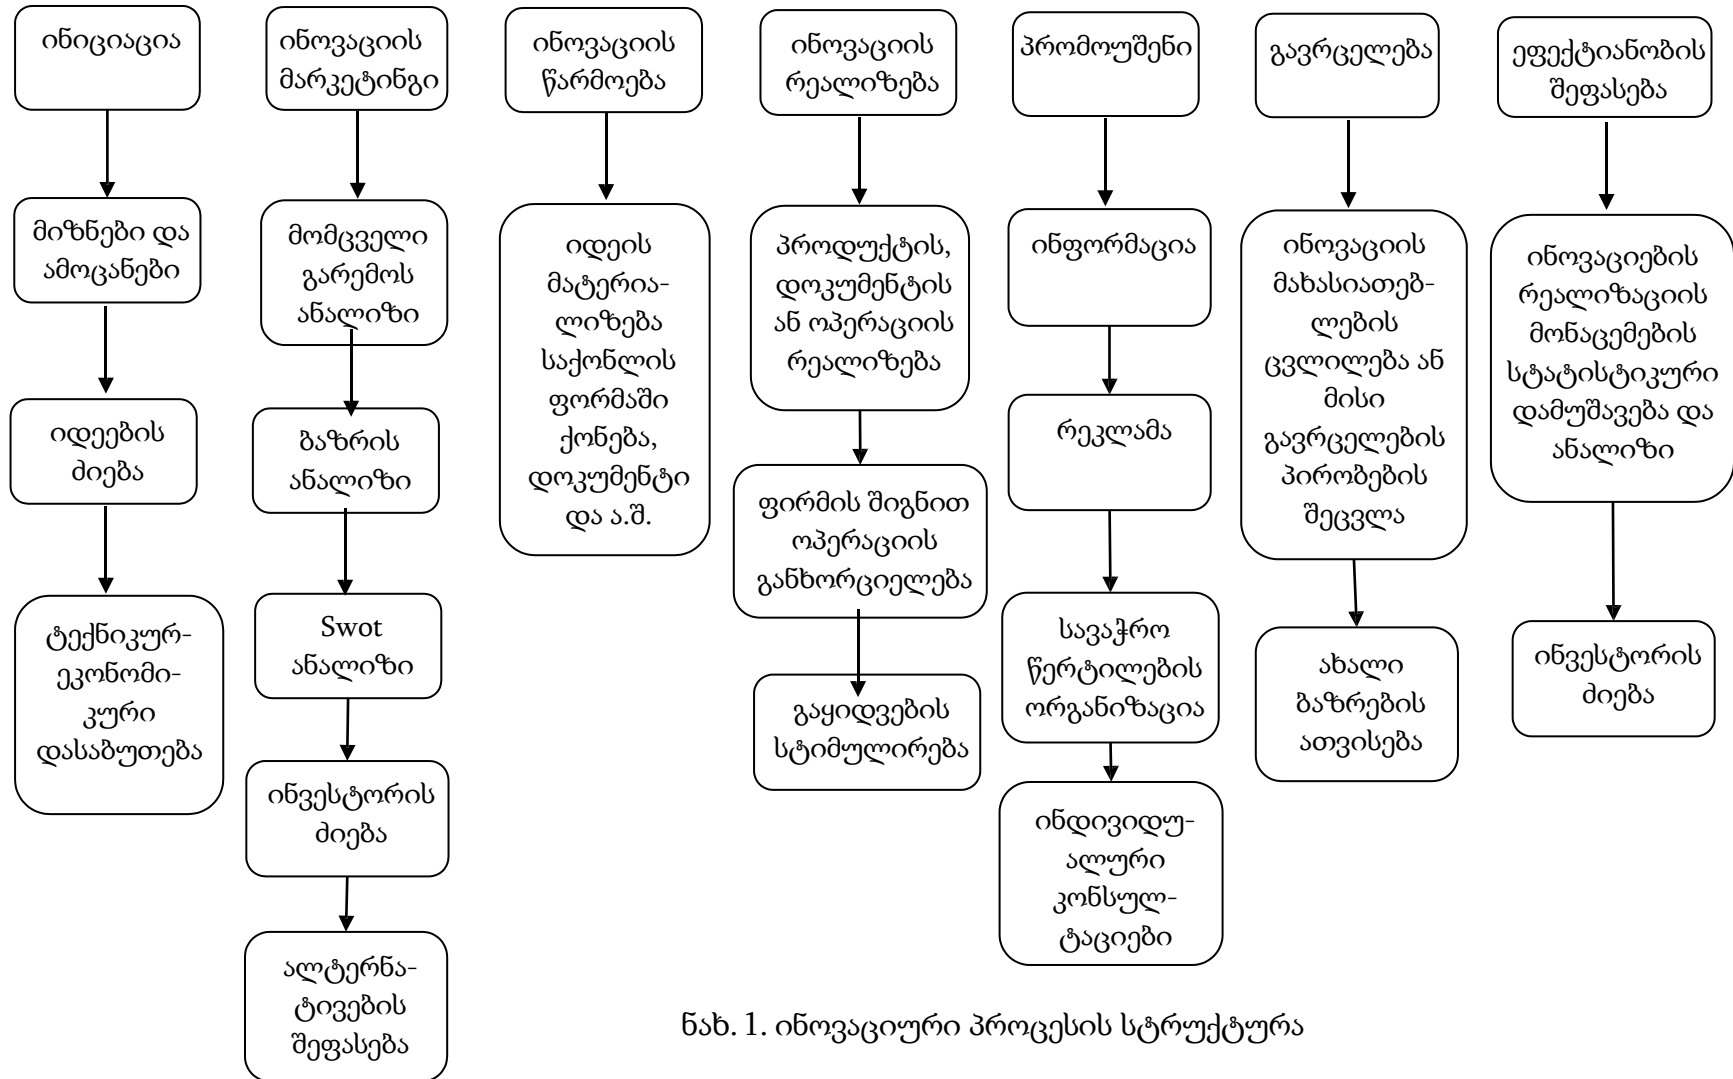 ინიციაცია
მიზნები და
ამოცანები
იდეების
ძიება
ტექნიკურ-
ეკონომი-
კური
დასაბუთება
ინოვაციის
მარკეტინგი
მომცველი
გარემოს
ანალიზი
ბაზრის
ანალიზი
Swot
ანალიზი
ინვესტორის
ძიება
ალტერნა-
ტივების
შეფასება
ინოვაციის
წარმოება
იდეის
მატერია-
ლიზება
საქონლის
ფორმაში
ქონება,
დოკუმენტი
და ა.შ.
ინოვაციის
რეალიზება
პროდუქტის,
დოკუმენტის
ან ოპერაციის
რეალიზება
ფირმის შიგნით
ოპერაციის
განხორციელება
გაყიდვების
სტიმულირება
პრომოუშენი
ინფორმაცია
რეკლამა
სავაჭრო
წერტილების
ორგანიზაცია
ინდივიდუ-
ალური
კონსულ-
ტაციები
გავრცელება
ინოვაციის
მახასიათებ-
ლების
ცვლილება ან
მისი
გავრცელების
პირობების
შეცვლა
ახალი
ბაზრების
ათვისება
ეფექტიანობის
შეფასება
ინოვაციების
რეალიზაციის
მონაცემების
სტატისტიკური
დამუშავება და
ანალიზი
ინვესტორის
ძიება
ნახ. 1. ინოვაციური პროცესის სტრუქტურა